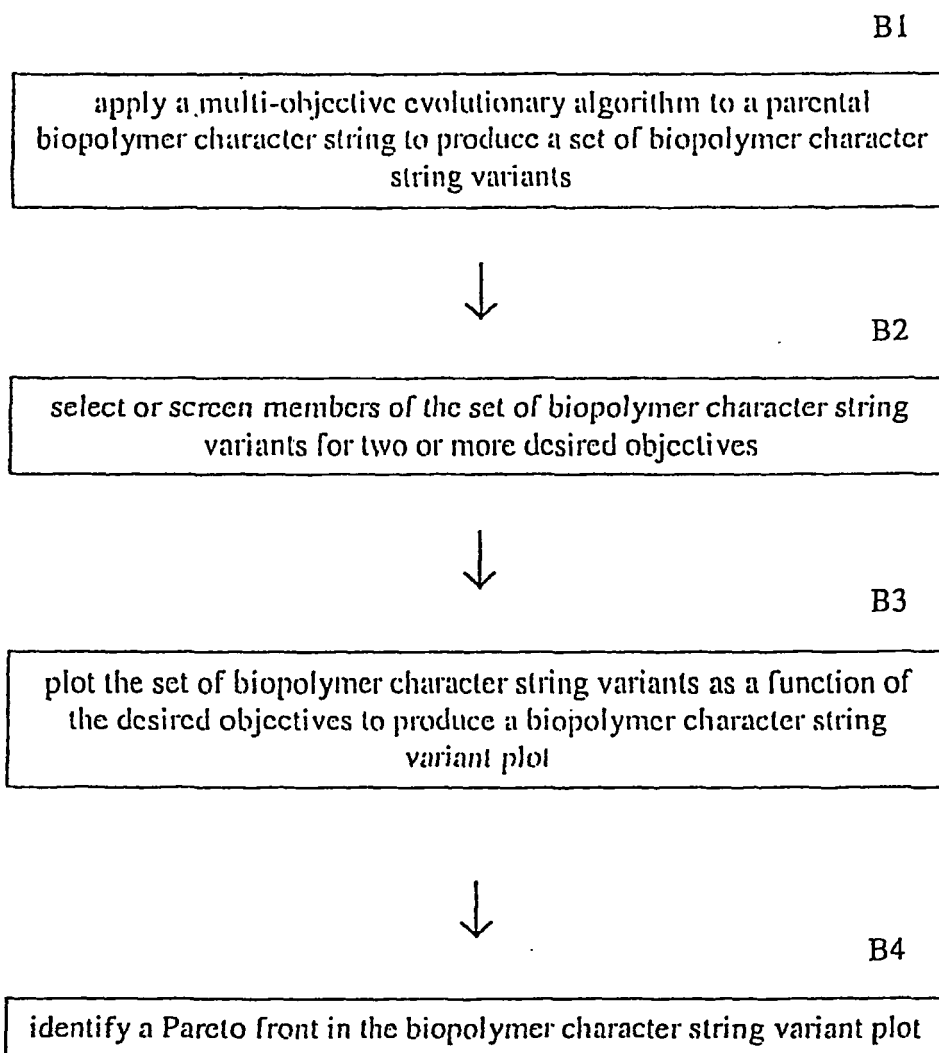 B1
apply a multi-objective evolutionary algorithm to a parental
biopolymer character string to produce a set of biopolymer character
string variants
B2
select or screen members of the set of biopolymer character string
variants for two or more desired objectives
B3
plot the set of biopolymer character string variants as a function of
the desired objectives to produce a biopolymer character string
variant plot
B4
identify a Pareto front in the biopolymer character string variant plot